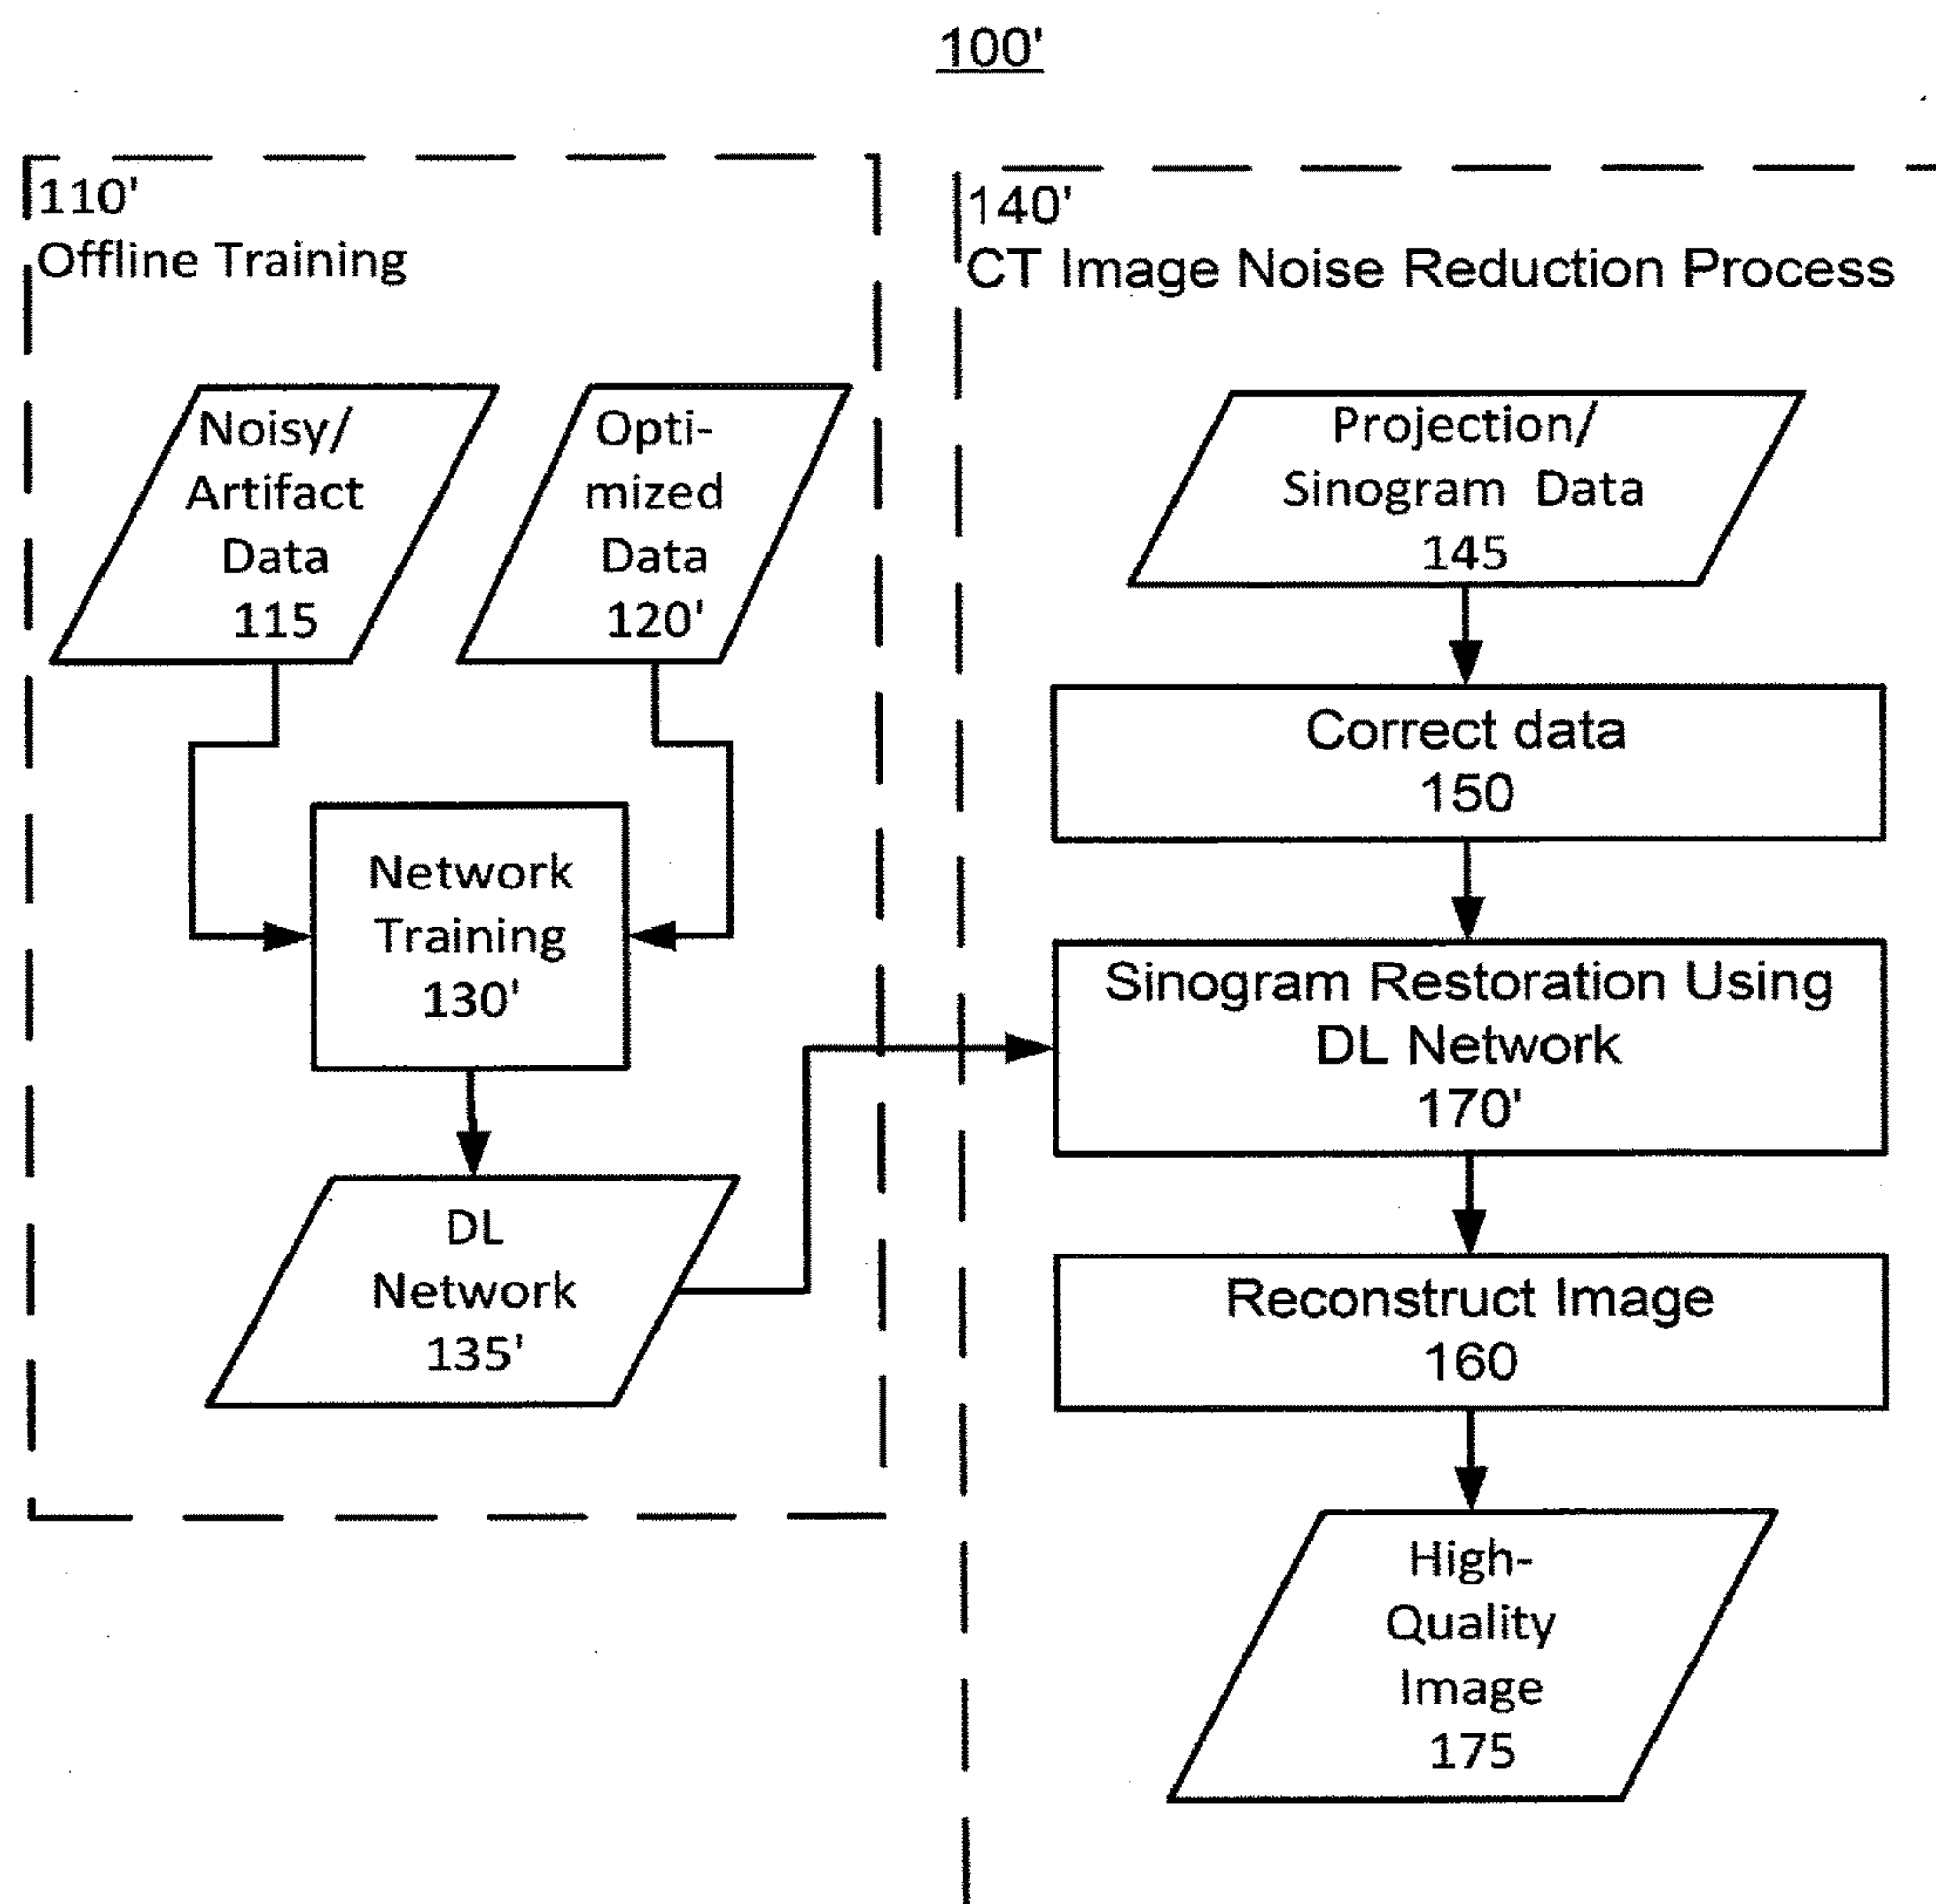 100'
110'
Offline Training
Noisy/
Artifact
Data
115
Opti-
mized
Data
120'
Network
Training
130'
DL
Network
135'
140'
CT Image Noise Reduction Process
Projection/
Sinogram Data
145
Correct data
150
Sinogram Restoration Using
DL Network
170'
Reconstruct Image
160
High-
Quality
Image
175